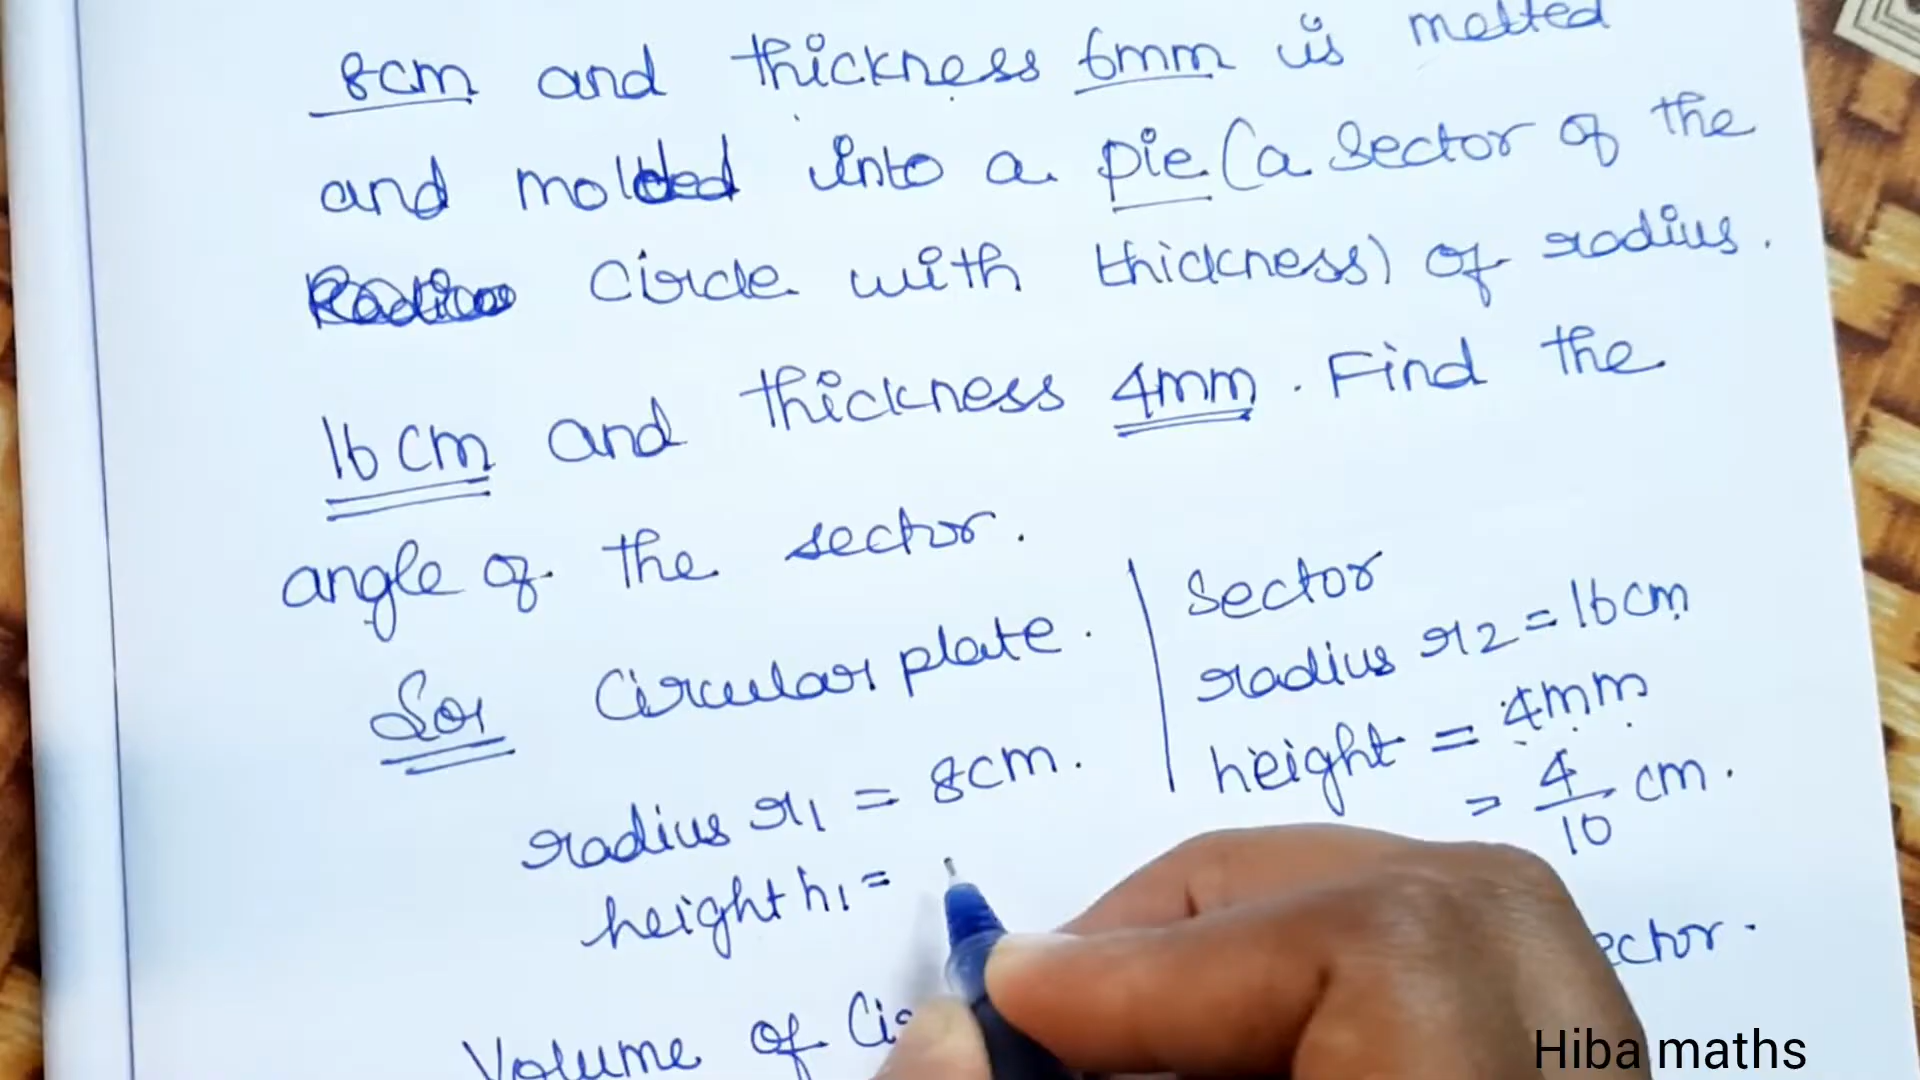 8cm and thickness 6mm is melted
and molded into a pie (a Sector of the
circle with thickness) of radius.
16 cm and thickness 4mm. Find the
angle of the sector.
Sol Circular plate.
radius r1 = 8cm.
height h1 =
Sector
radius r2 = 16cm
height = 4mm
= 4/10 cm.
Volume of Ci
ector.
Hiba maths